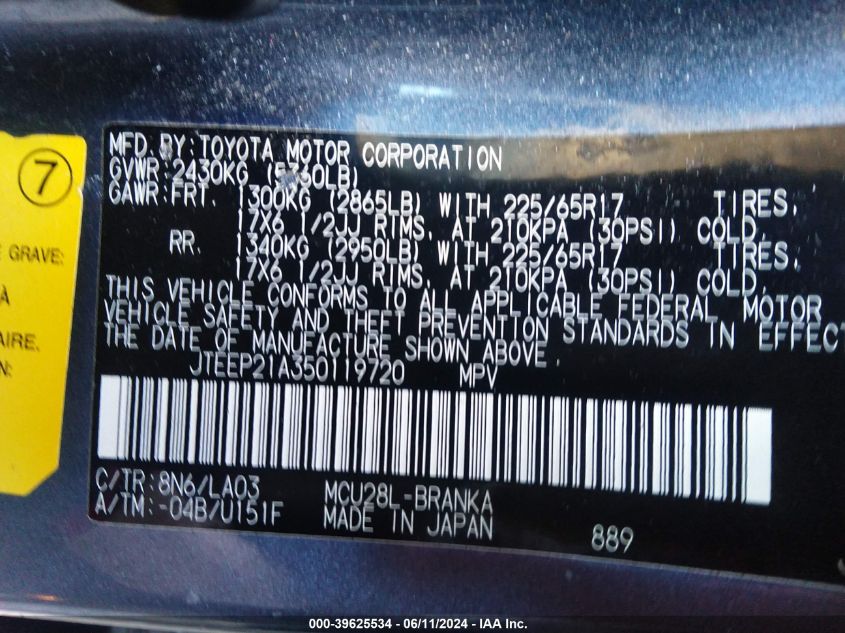 7
E GRAVE:
À
AIRE.
N:
MFD. BY: TOYOTA MOTOR CORPORATION
GVWR: 2430KG (5360LB)
GAWR: FRT. 1300KG (2865LB) WITH 225/65R17 TIRES,
17X6 1/2JJ RIMS, AT 210KPA (30PSI) COLD.
RR. 1340KG (2950LB) WITH 225/65R17 TIRES,
17X6 1/2JJ RIMS, AT 210KPA (30PSI) COLD.
THIS VEHICLE CONFORMS TO ALL APPLICABLE FEDERAL MOTOR
VEHICLE SAFETY AND THEFT PREVENTION STANDARDS IN EFFECT
THE DATE OF MANUFACTURE SHOWN ABOVE.
JTEEP21A350119720 MPV
C/TR: 8N6/LA03 MCU28L-BRANKA
A/TM: -04B/U151F MADE IN JAPAN 889
000-39625534 - 06/11/2024 - IAA Inc.